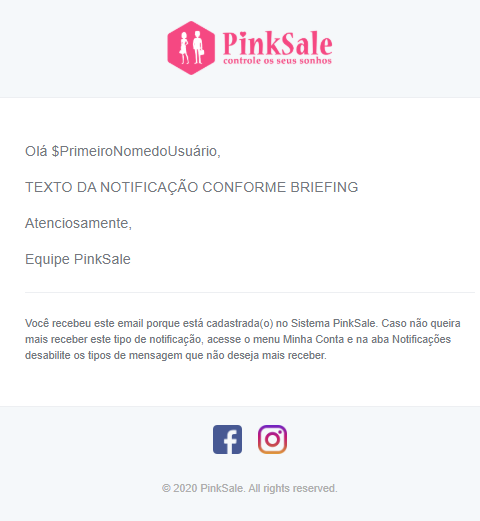 PinkSale
controle os seus sonhos
Olá $PrimeiroNomedoUsuário,
TEXTO DA NOTIFICAÇÃO CONFORME BRIEFING
Atenciosamente,
Equipe PinkSale
Você recebeu este email porque está cadastrada(o) no Sistema PinkSale. Caso não queira
mais receber este tipo de notificação, acesse o menu Minha Conta e na aba Notificações
desabilite os tipos de mensagem que não deseja mais receber.
© 2020 PinkSale. All rights reserved.